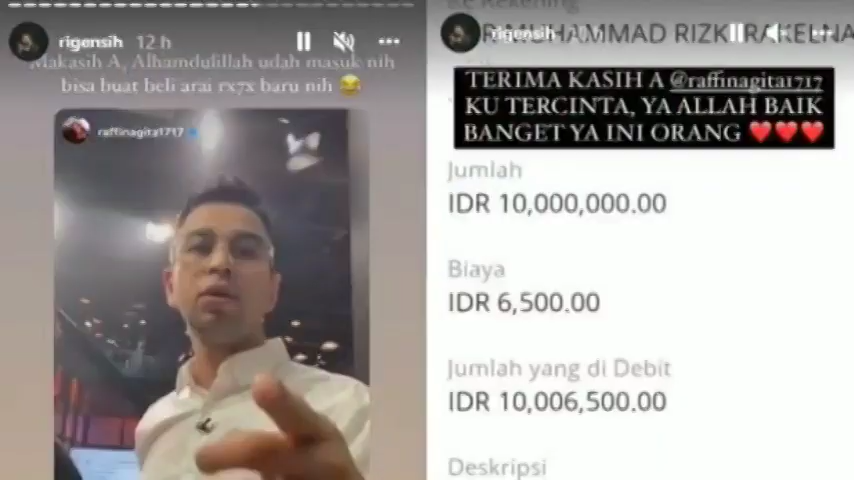 rigensih 12 h
Makasih A, Alhamdulillah udah masuk nih
bisa buat beli arai rx7x baru nih 😂
raffinagita1717
Ke Rekening
rigensih
MUHAMMAD
TERIMA KASIH A @raffinagita1717
KU TERCINTA, YA ALLAH BAIK
BANGET YA INI ORANG ❤️❤️❤️
Jumlah
IDR 10,000,000.00
Biaya
IDR 6,500.00
Jumlah yang di Debit
IDR 10,006,500.00
Deskripsi